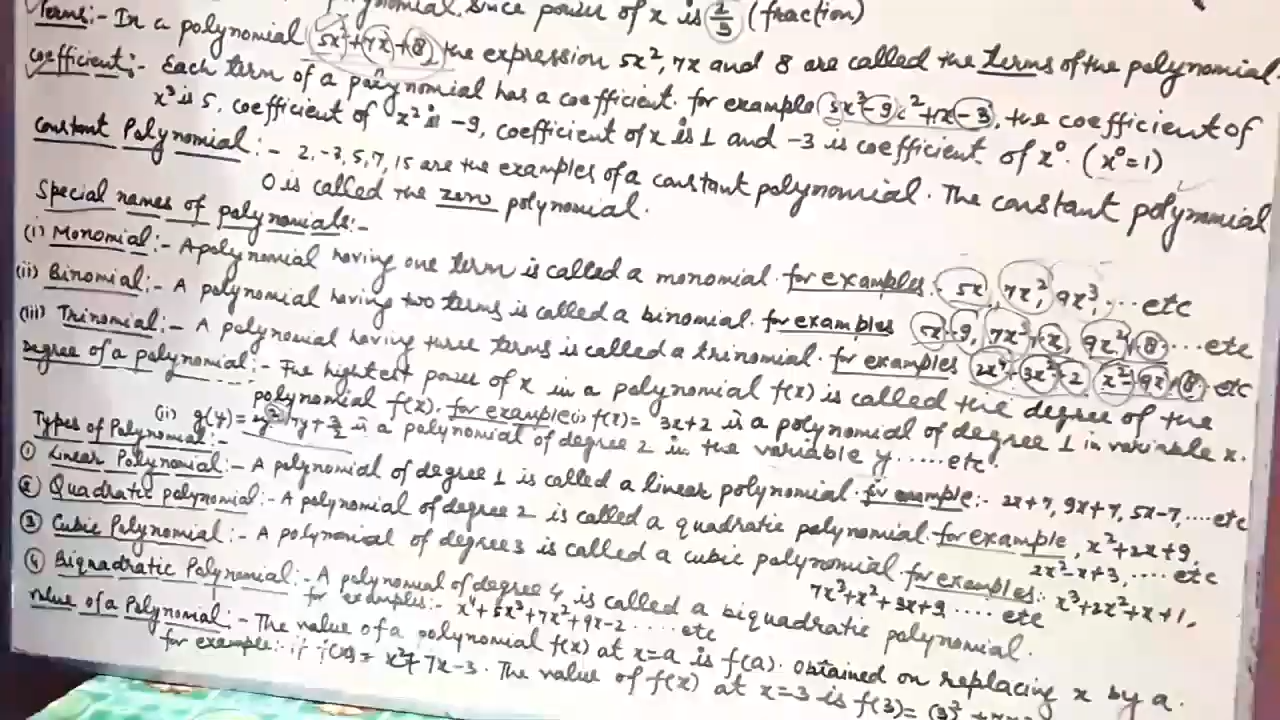 polynomial. Since power of x is 2/5 (fraction)
Terms:- In a polynomial 5x²+7x+8, the expression 5x², 7x and 8 are called the terms of the polynomial
Coefficient:- Each term of a polynomial has a coefficient. for example 5x³-9x²+x-3, the coefficient of
x³ is 5, coefficient of x² is -9, coefficient of x is 1 and -3 is coefficient of x⁰. (x⁰=1)
Constant Polynomial:- 2, -3, 5, 7, 15 are the examples of a constant polynomial. The constant polynomial
0 is called the zero polynomial.
Special names of polynomials:-
(i) Monomial:- A polynomial having one term is called a monomial. for examples. 5x, 7x², 9x³, ... etc
(ii) Binomial:- A polynomial having two terms is called a binomial. for examples 5x+9, 7x³+x, 9x²+8 .... etc
(iii) Trinomial:- A polynomial having three terms is called a trinomial. for examples 2x⁴+3x²+2, x²-9x+8, etc
Degree of a polynomial:- The hightest power of x in a polynomial f(x) is called the degree of the
polynomial f(x). for example (i) f(x)= 3x+2 is a polynomial of degree 1 in variable x.
(ii) g(y)= y²+7y+3/2 is a polynomial of degree 2 in the variable y ...... etc.
Types of Polynomial:-
① Linear Polynomial:- A polynomial of degree 1 is called a linear polynomial. for example:- 2x+7, 9x+7, 5x-7, .... etc
② Quadratic polynomial:- A polynomial of degree 2 is called a quadratic polynomial. for example, x²+2x+9,
2x²-x+3, .... etc
③ Cubic Polynomial:- A polynomial of degree 3 is called a cubic polynomial. for examples:- x³+2x²+x+1,
7x³+x²+3x+9 ..... etc
④ Biquadratic Polynomial:- A polynomial of degree 4 is called a biquadratic polynomial.
for examples:- x⁴+5x³+7x²+9x-2 ..... etc
Value of a Polynomial:- The value of a polynomial f(x) at x=a is f(a). obtained on replacing x by a.
for example:- if f(x)= x²+7x-3. The value of f(x) at x=3 is f(3)= (3)²